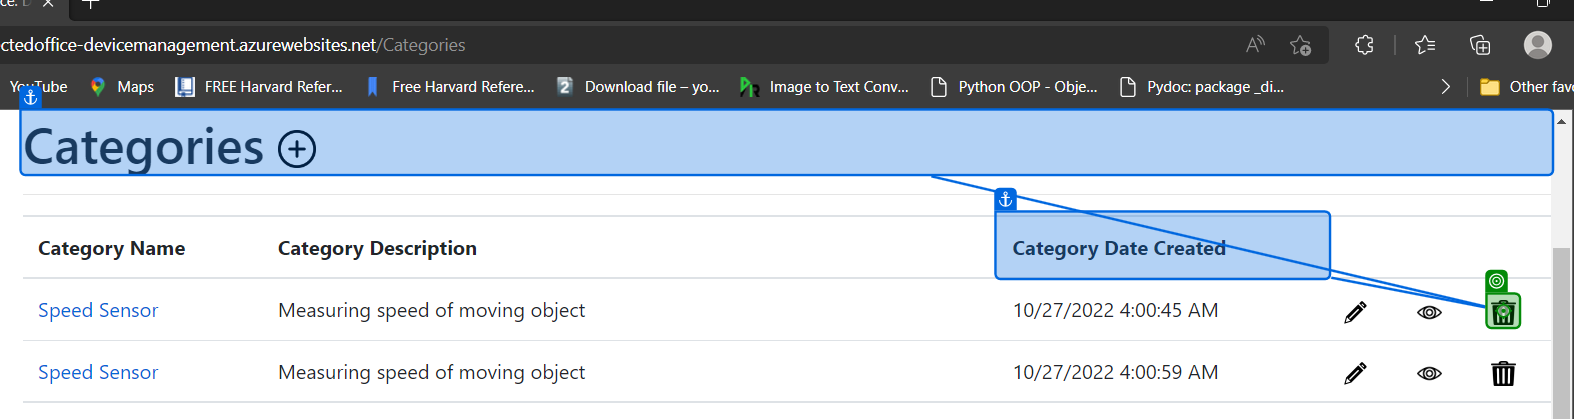 ce. D
ctedoffice-devicemanagement.azurewebsites.net/Categories
YouTube Maps FREE Harvard Refer... Free Harvard Refere... Download file – yo... Image to Text Conv... Python OOP - Obje... Pydoc: package _di... Other favo
Categories
Category Name Category Description Category Date Created
Speed Sensor Measuring speed of moving object 10/27/2022 4:00:45 AM
Speed Sensor Measuring speed of moving object 10/27/2022 4:00:59 AM